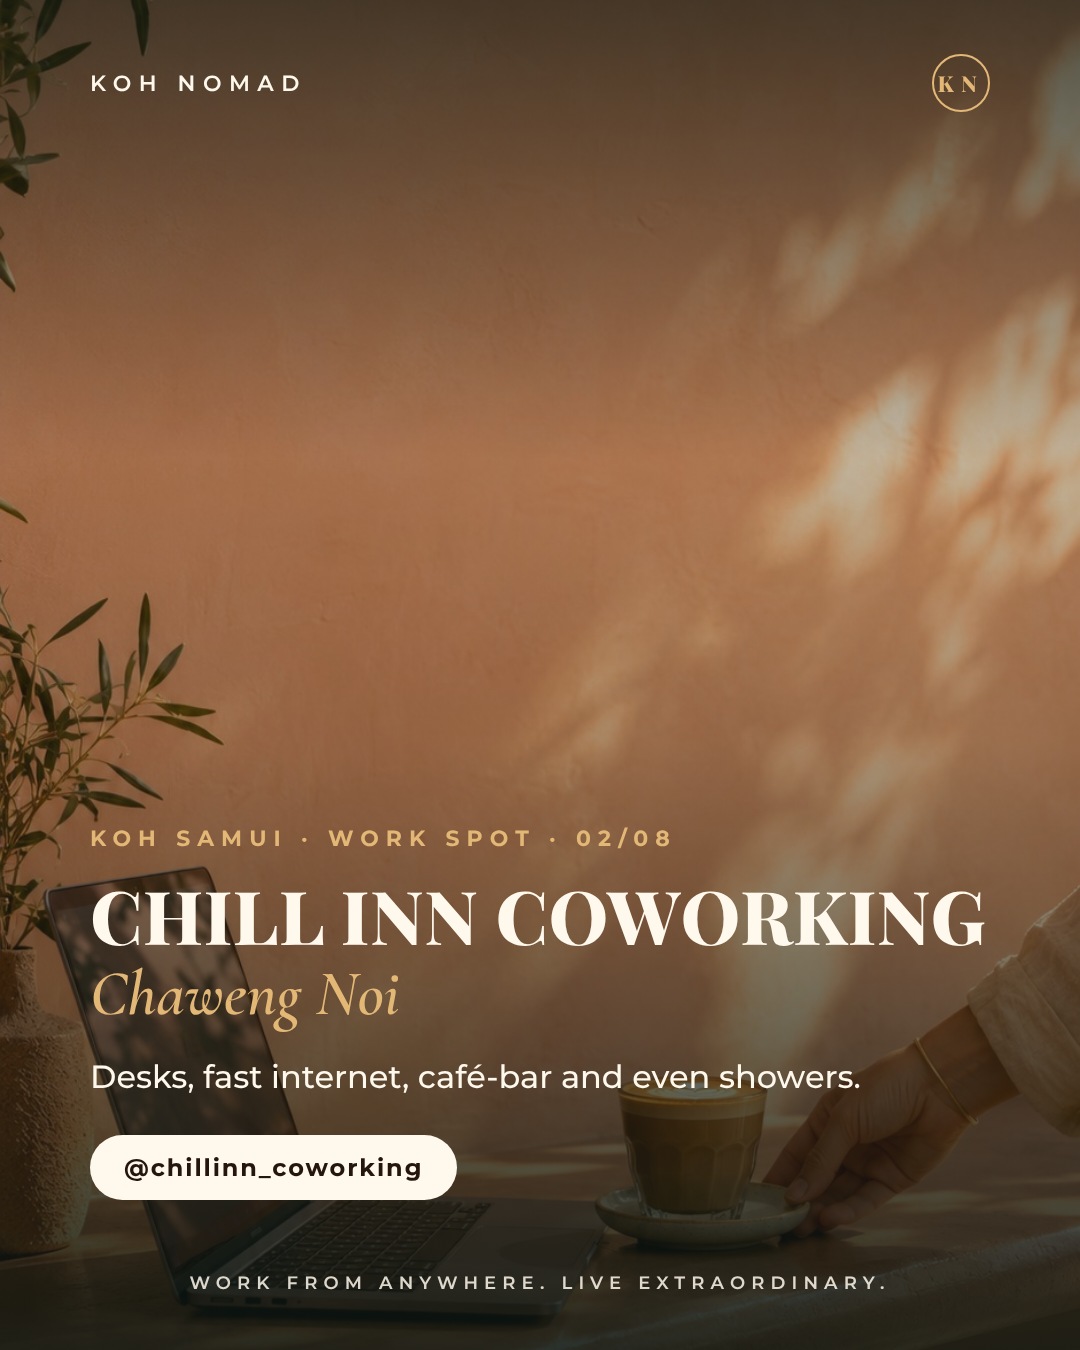 KOH NOMAD
KN
KOH SAMUI · WORK SPOT · 02/08
CHILL INN COWORKING
Chaweng Noi
Desks, fast internet, café-bar and even showers.
@chillinn_coworking
WORK FROM ANYWHERE. LIVE EXTRAORDINARY.